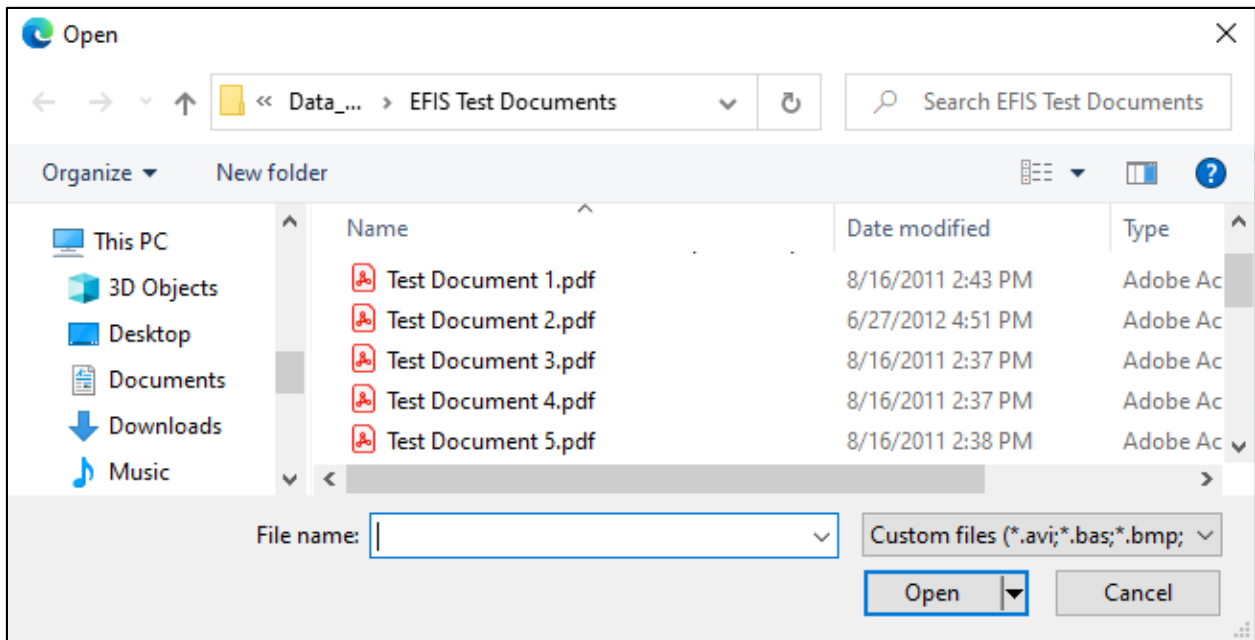 Open
« Data_... > EFIS Test Documents
Search EFIS Test Documents
Organize
New folder
This PC
3D Objects
Desktop
Documents
Downloads
Music
Name Date modified Type
Test Document 1.pdf 8/16/2011 2:43 PM Adobe Ac
Test Document 2.pdf 6/27/2012 4:51 PM Adobe Ac
Test Document 3.pdf 8/16/2011 2:37 PM Adobe Ac
Test Document 4.pdf 8/16/2011 2:37 PM Adobe Ac
Test Document 5.pdf 8/16/2011 2:38 PM Adobe Ac
File name:
Custom files (*.avi;*.bas;*.bmp;
Open
Cancel